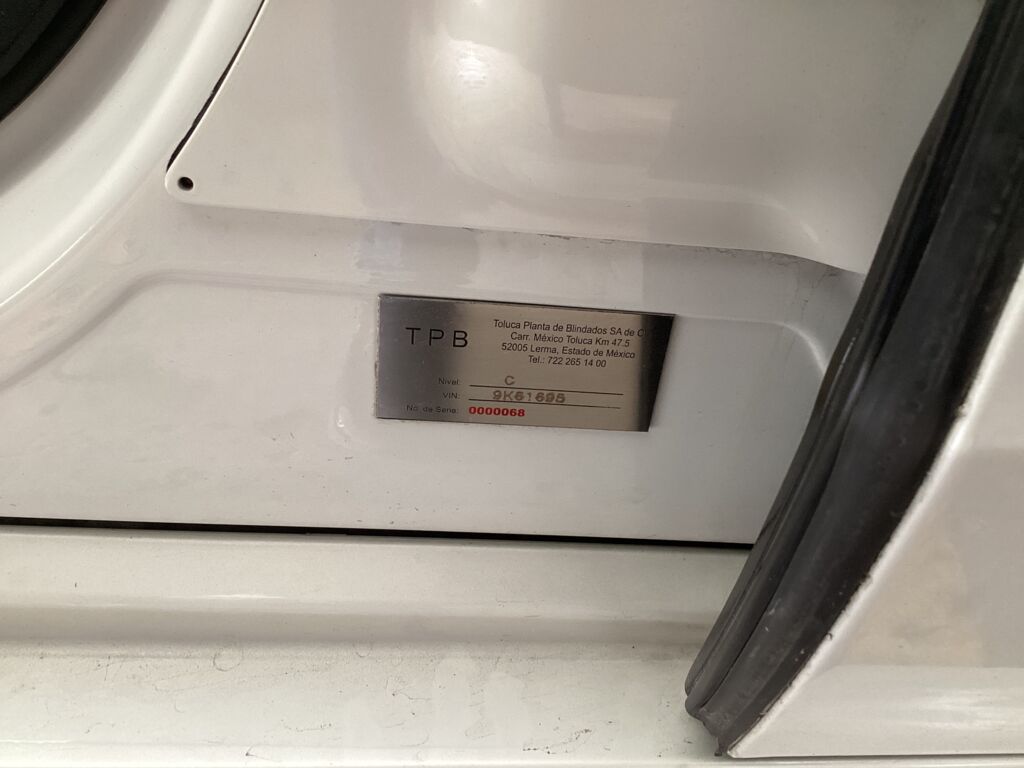 TPB
Toluca Planta de Blindados SA de C
Carr. México Toluca Km 47.5
52005 Lerma, Estado de México
Tel.: 722 265 14 00
Nivel: C
VIN: 9K61695
No. de Serie: 0000068